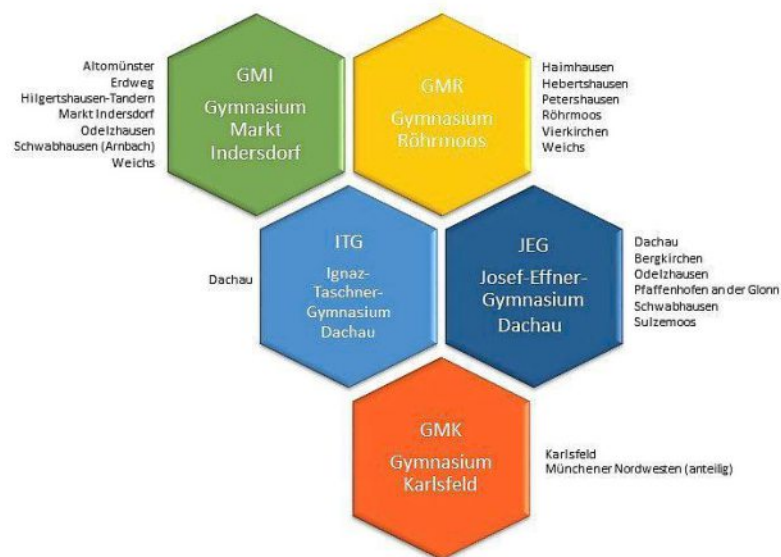 Altomünster
Erdweg
Hilgertshausen-Tandern
Markt Indersdorf
Odelzhausen
Schwabhausen (Arnbach)
Weichs
GMI
Gymnasium
Markt
Indersdorf
GMR
Gymnasium
Röhrmoos
Haimhausen
Hebertshausen
Petershausen
Röhrmoos
Vierkirchen
Weichs
Dachau
ITG
Ignaz-
Taschner-
Gymnasium
Dachau
JEG
Josef-Effner-
Gymnasium
Dachau
Dachau
Bergkirchen
Odelzhausen
Pfaffenhofen an der Glonn
Schwabhausen
Sulzemoos
GMK
Gymnasium
Karlsfeld
Karlsfeld
Münchener Nordwesten (anteilig)